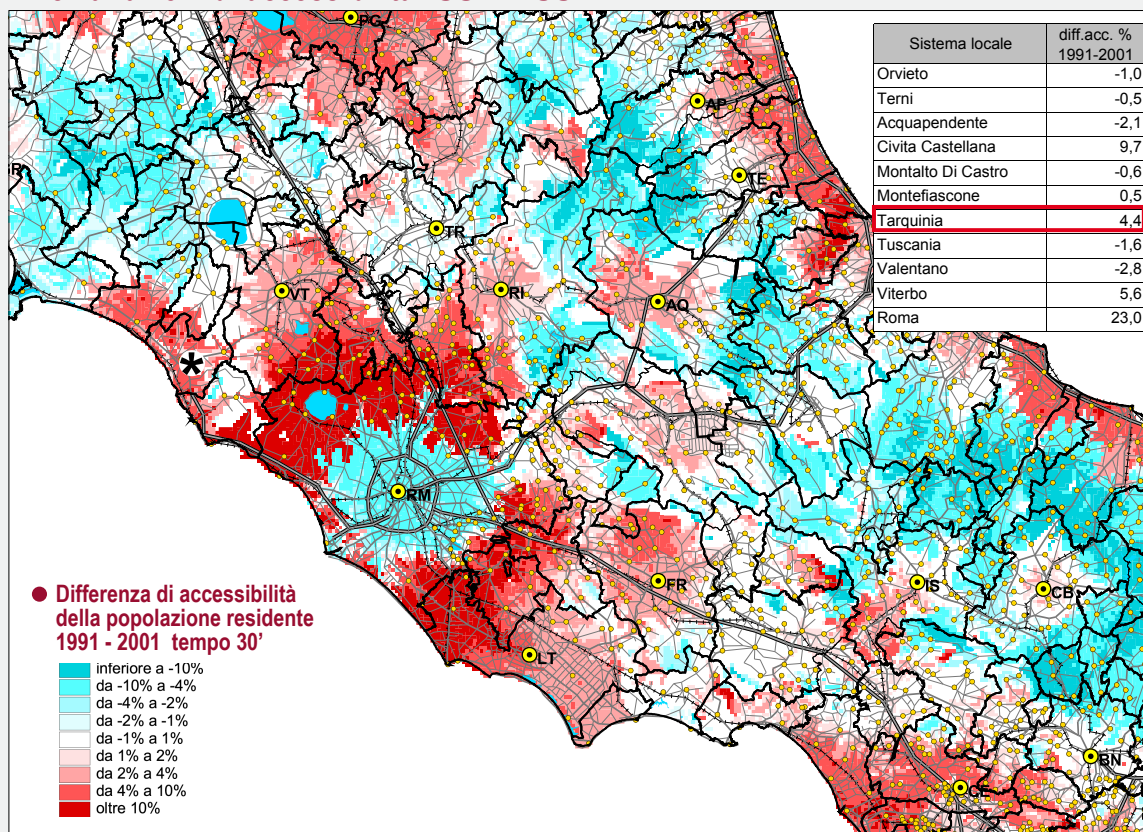 PG
AP
TE
TR
VT
RI
AQ
*
RM
FR
IS
CB
LT
BN
CE
Sistema locale diff.acc. % 1991-2001
Orvieto -1,0
Terni -0,5
Acquapendente -2,1
Civita Castellana 9,7
Montalto Di Castro -0,6
Montefiascone 0,5
Tarquinia 4,4
Tuscania -1,6
Valentano -2,8
Viterbo 5,6
Roma 23,0
Differenza di accessibilità
della popolazione residente
1991 - 2001 tempo 30'
inferiore a -10%
da -10% a -4%
da -4% a -2%
da -2% a -1%
da -1% a 1%
da 1% a 2%
da 2% a 4%
da 4% a 10%
oltre 10%